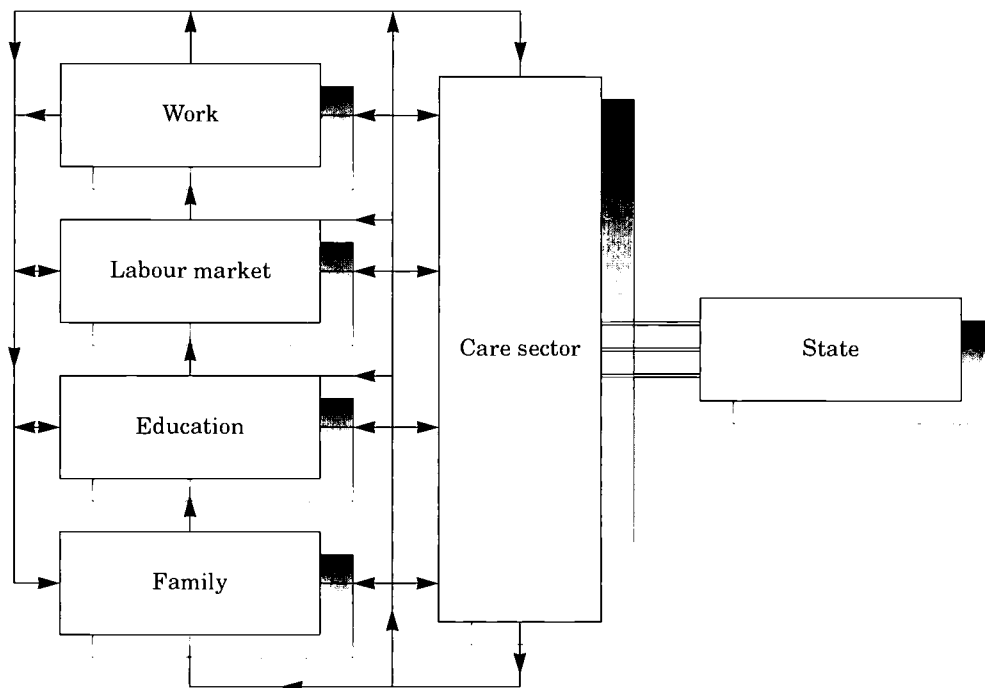 Work
Labour market
Education
Family
Care sector
State